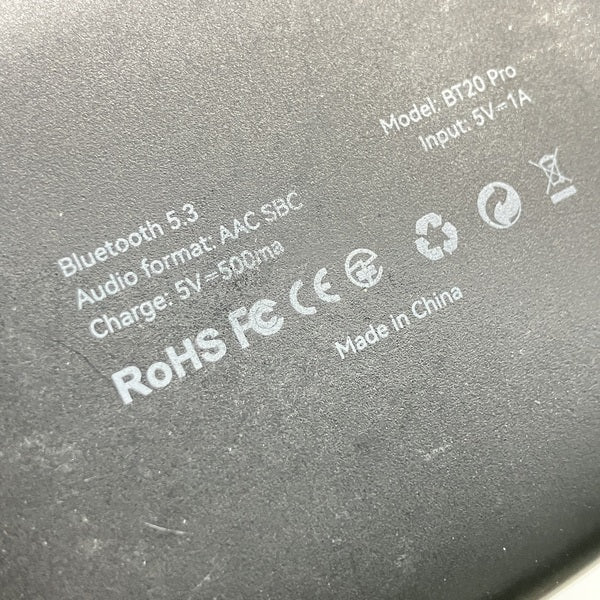 Model: BT20 Pro
Input: 5V=1A
Bluetooth 5.3
Audio format: AAC SBC
Charge: 5V=500ma
RoHS FC CE
Made in China